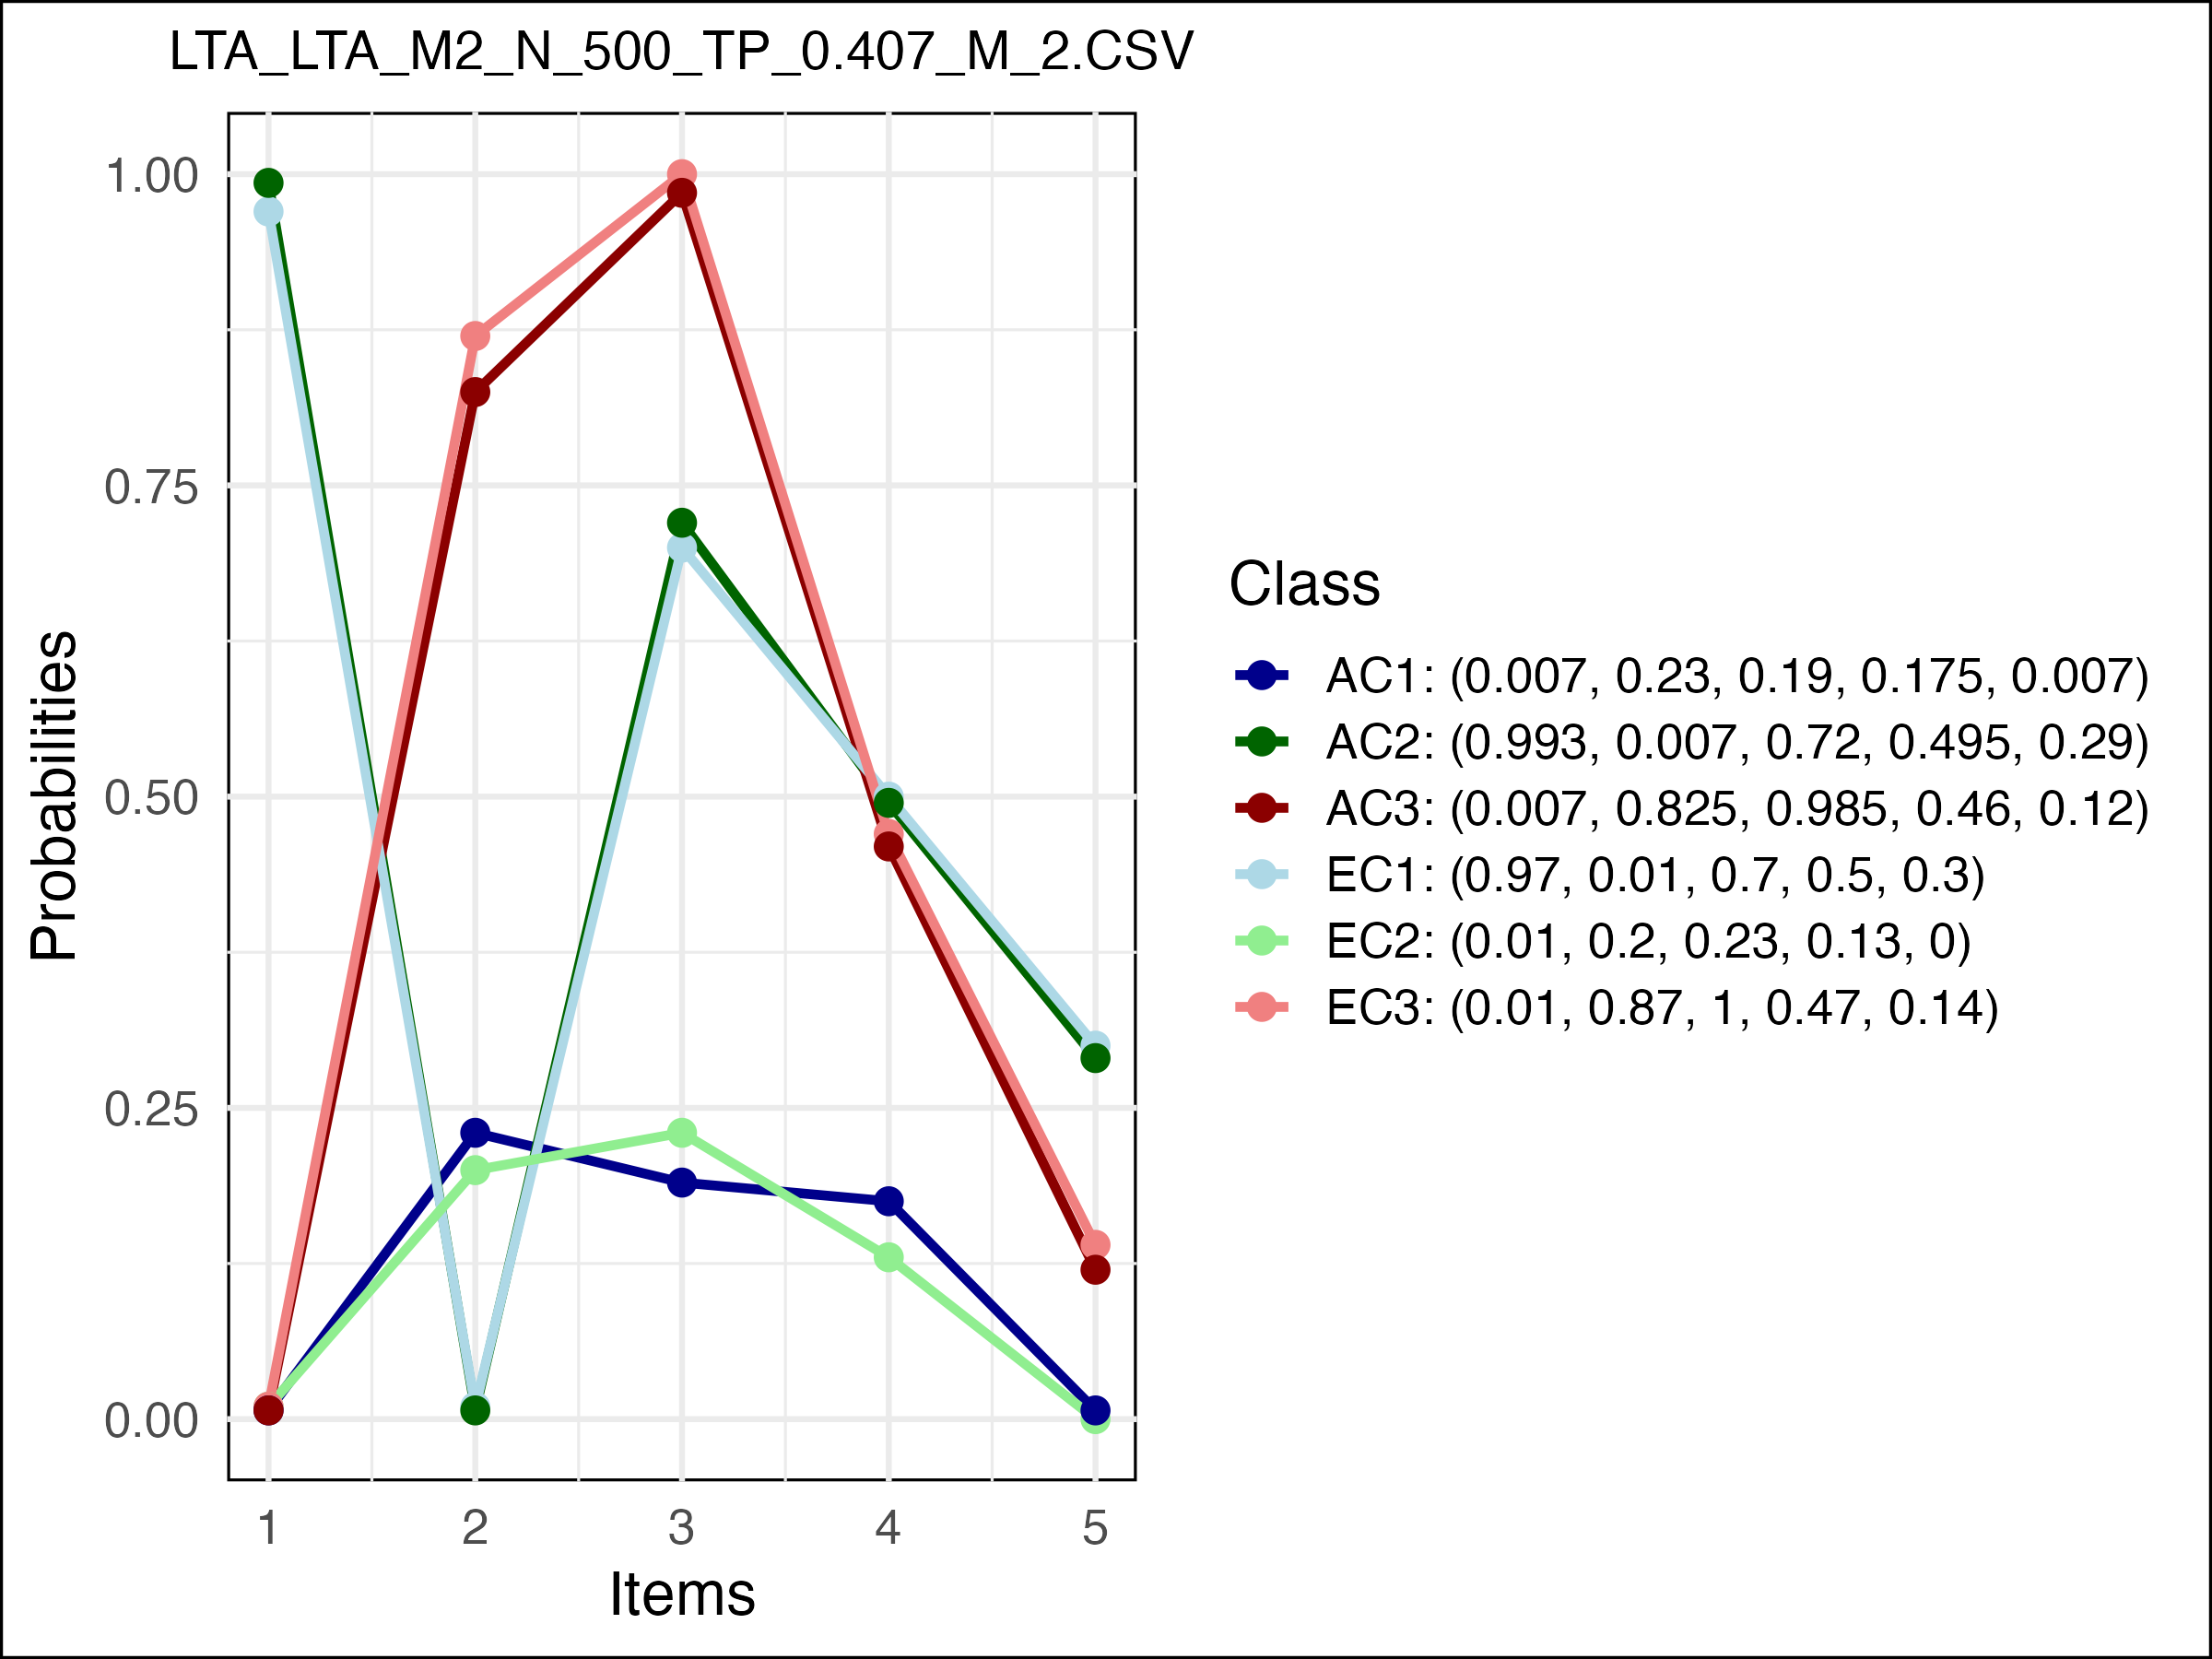 LTA_LTA_M2_N_500_TP_0.407_M_2.CSV
1.00
0.75
0.50
0.25
0.00
Probabilities
1 2 3 4 5
Items
Class
AC1: (0.007, 0.23, 0.19, 0.175, 0.007)
AC2: (0.993, 0.007, 0.72, 0.495, 0.29)
AC3: (0.007, 0.825, 0.985, 0.46, 0.12)
EC1: (0.97, 0.01, 0.7, 0.5, 0.3)
EC2: (0.01, 0.2, 0.23, 0.13, 0)
EC3: (0.01, 0.87, 1, 0.47, 0.14)